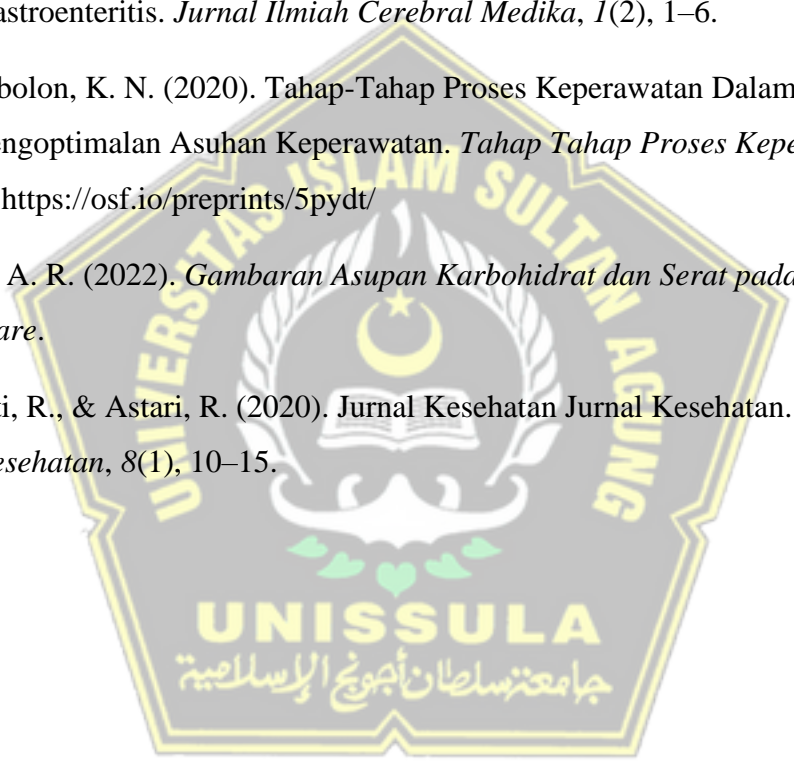 astroenteritis. Jurnal Ilmiah Cerebral Medika, 1(2), 1–6.
bolon, K. N. (2020). Tahap-Tahap Proses Keperawatan Dalam
engoptimalan Asuhan Keperawatan. Tahap Tahap Proses Kepe
https://osf.io/preprints/5pydt/
A. R. (2022). Gambaran Asupan Karbohidrat dan Serat pada
are.
ti, R., & Astari, R. (2020). Jurnal Kesehatan Jurnal Kesehatan.
esehatan, 8(1), 10–15.
UNIVERSITAS ISLAM SULTAN AGUNG
UNISSULA
جامعتسلطان أجونج الإسلامية